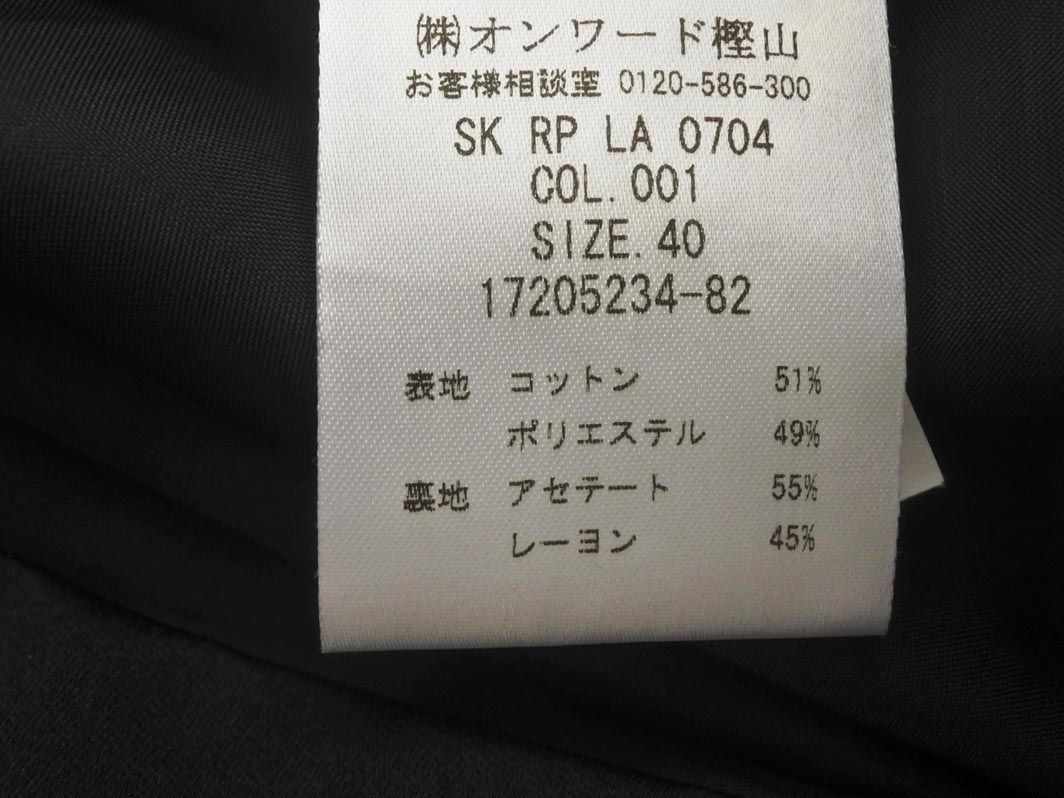 ㈱オンワード樫山
お客様相談室 0120-586-300
SK RP LA 0704
COL.001
SIZE.40
17205234-82
表地 コットン 51%
ポリエステル 49%
裏地 アセテート 55%
レーヨン 45%